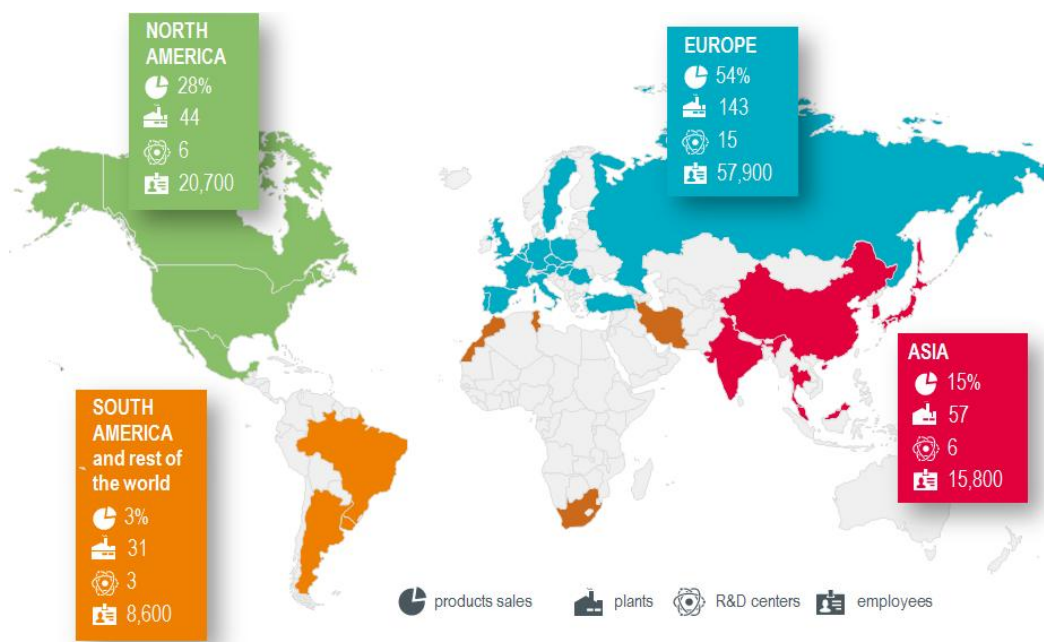 NORTH
AMERICA
28%
44
6
20,700
EUROPE
54%
143
15
57,900
ASIA
15%
57
6
15,800
SOUTH
AMERICA
and rest of
the world
3%
31
3
8,600
products sales
plants
R&D centers
employees